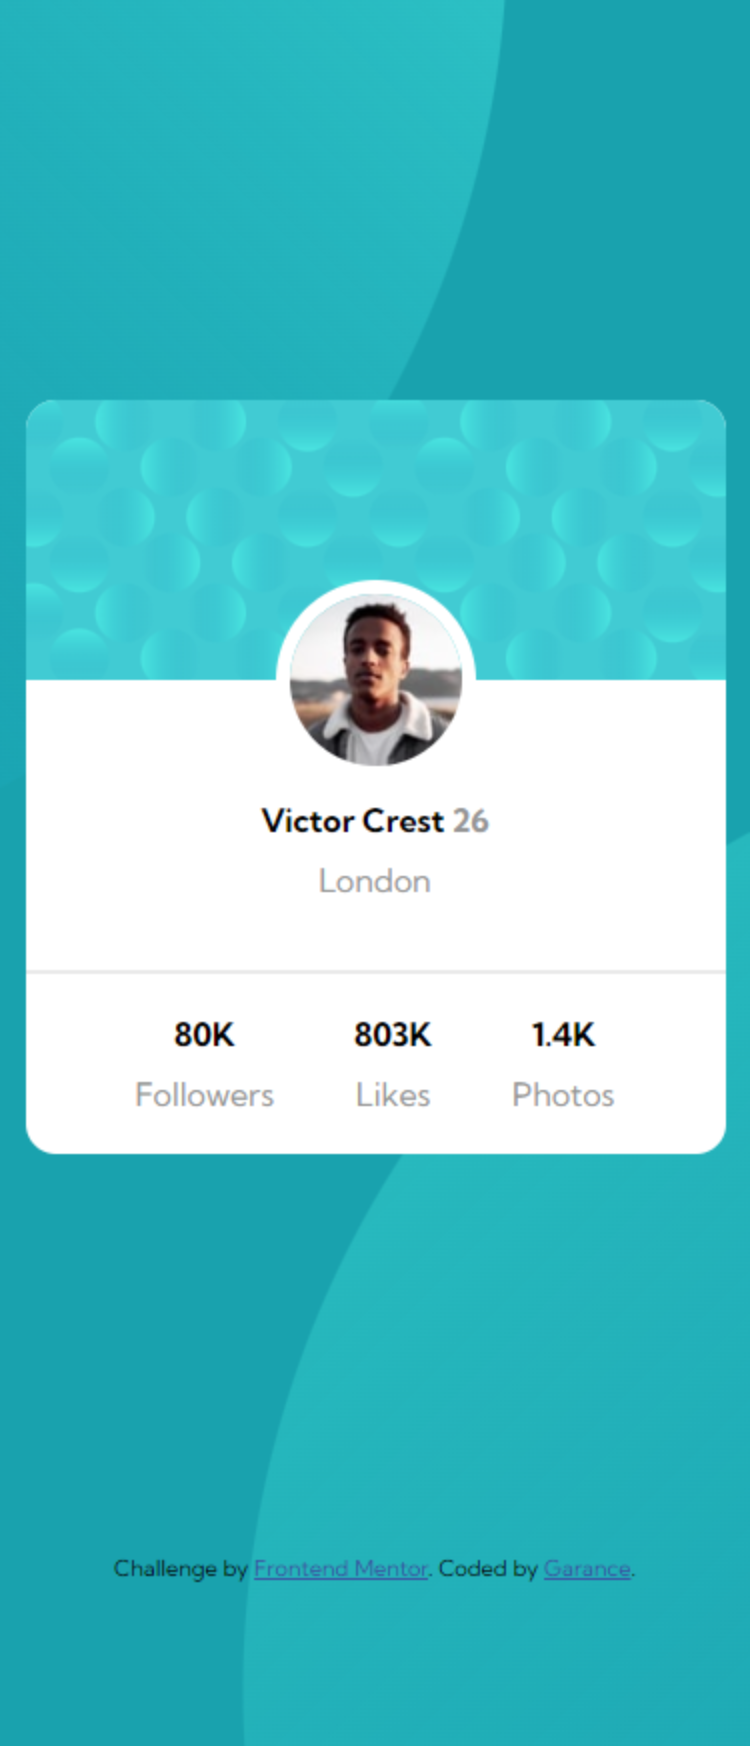 Victor Crest 26
London
80K 803K 1.4K
Followers Likes Photos
Challenge by Frontend Mentor. Coded by Garance.